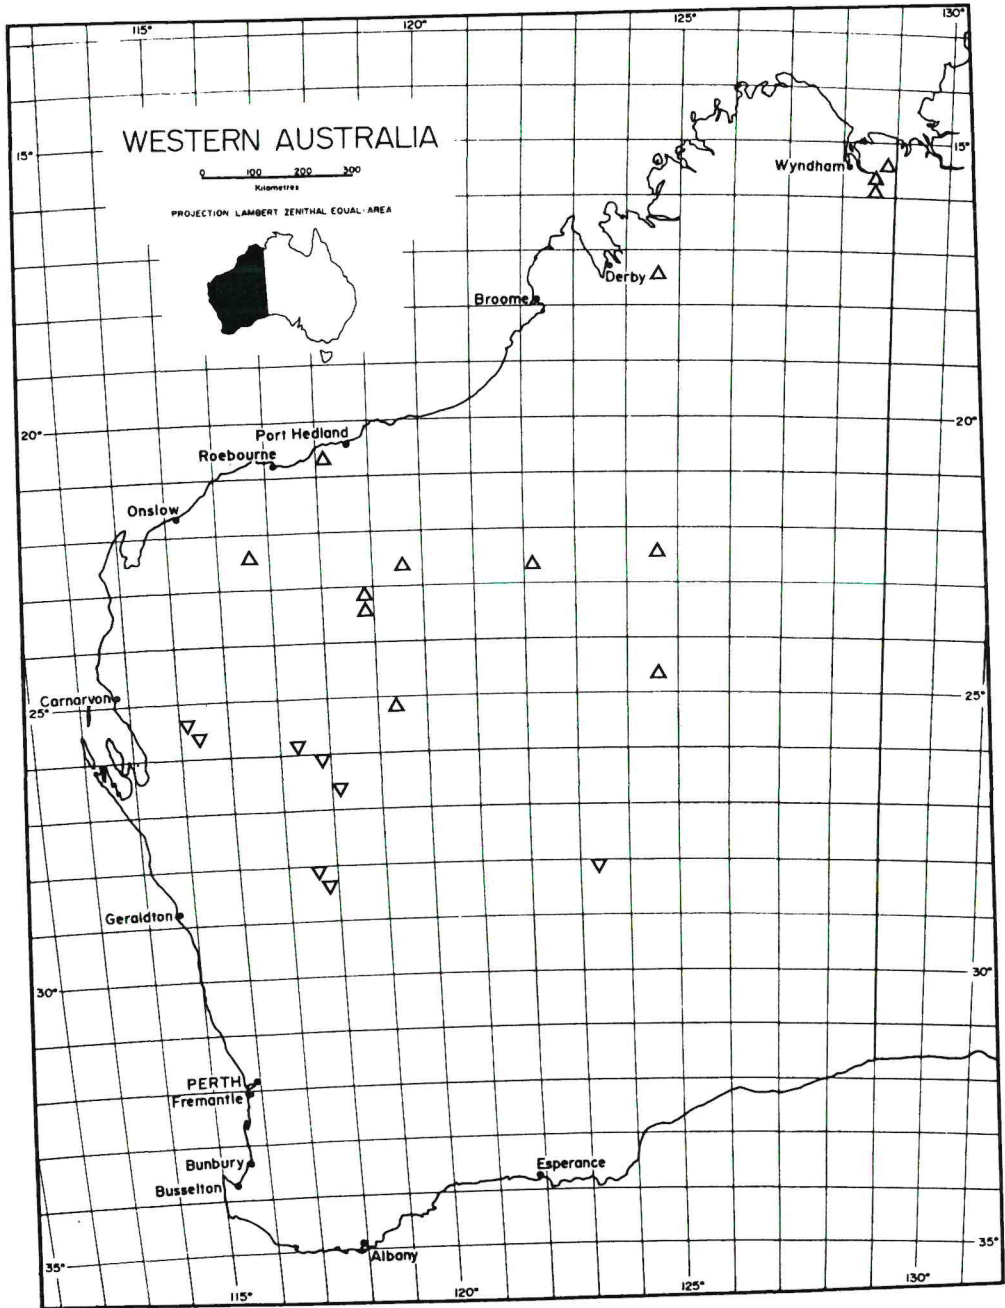 115°
120°
125°
130°
WESTERN AUSTRALIA
0 100 200 300
Kilometres
PROJECTION LAMBERT ZENITHAL EQUAL-AREA
15°
15°
Wyndham
Derby
Broome
20°
20°
Port Hedland
Roebourne
Onslow
Carnarvon
25°
25°
Geraldton
30°
30°
PERTH
Fremantle
Bunbury
Busselton
Esperance
Albany
35°
35°
115°
120°
125°
130°